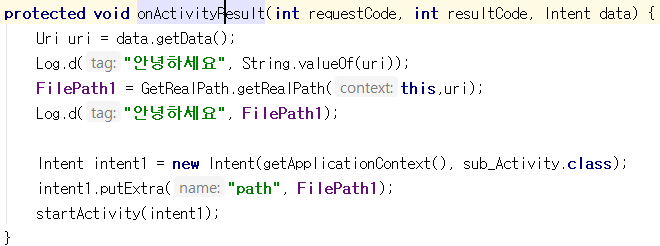 protected void onActivityResult(int requestCode, int resultCode, Intent data) {
Uri uri = data.getData();
Log.d( tag: "안녕하세요", String.valueOf(uri));
FilePath1 = GetRealPath.getRealPath( context: this,uri);
Log.d( tag: "안녕하세요", FilePath1);
Intent intent1 = new Intent(getApplicationContext(), sub_Activity.class);
intent1.putExtra( name: "path", FilePath1);
startActivity(intent1);
}